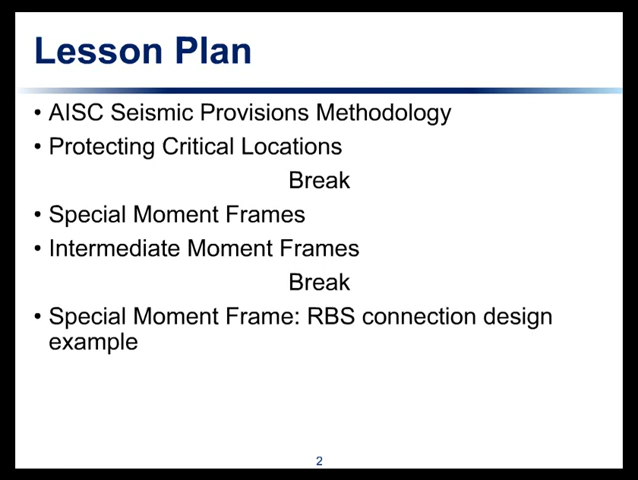 Lesson Plan
• AISC Seismic Provisions Methodology
• Protecting Critical Locations
Break
• Special Moment Frames
• Intermediate Moment Frames
Break
• Special Moment Frame: RBS connection design
example
2